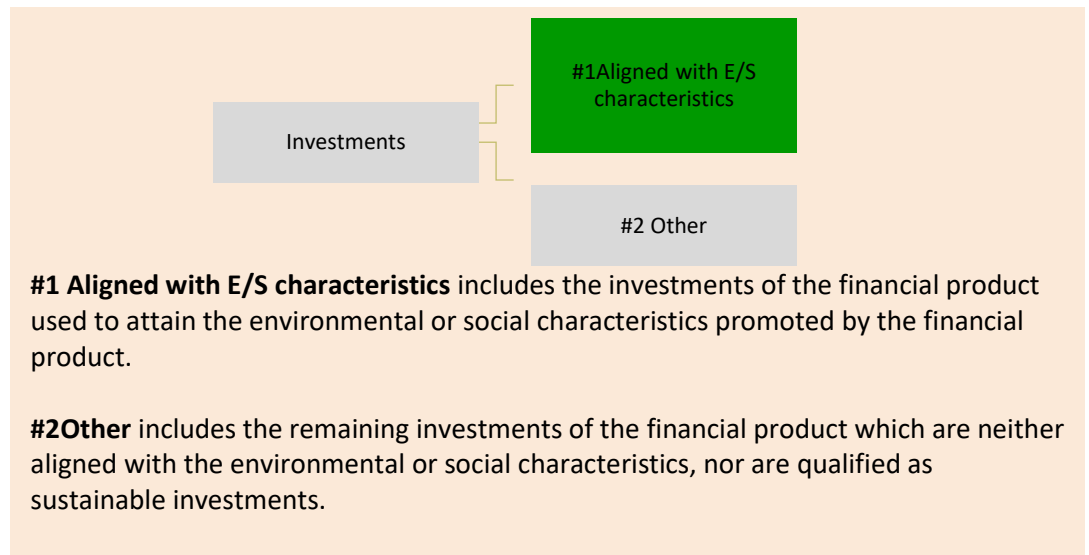 #1Aligned with E/S
characteristics
Investments
#2 Other
#1 Aligned with E/S characteristics includes the investments of the financial product
used to attain the environmental or social characteristics promoted by the financial
product.
#2Other includes the remaining investments of the financial product which are neither
aligned with the environmental or social characteristics, nor are qualified as
sustainable investments.